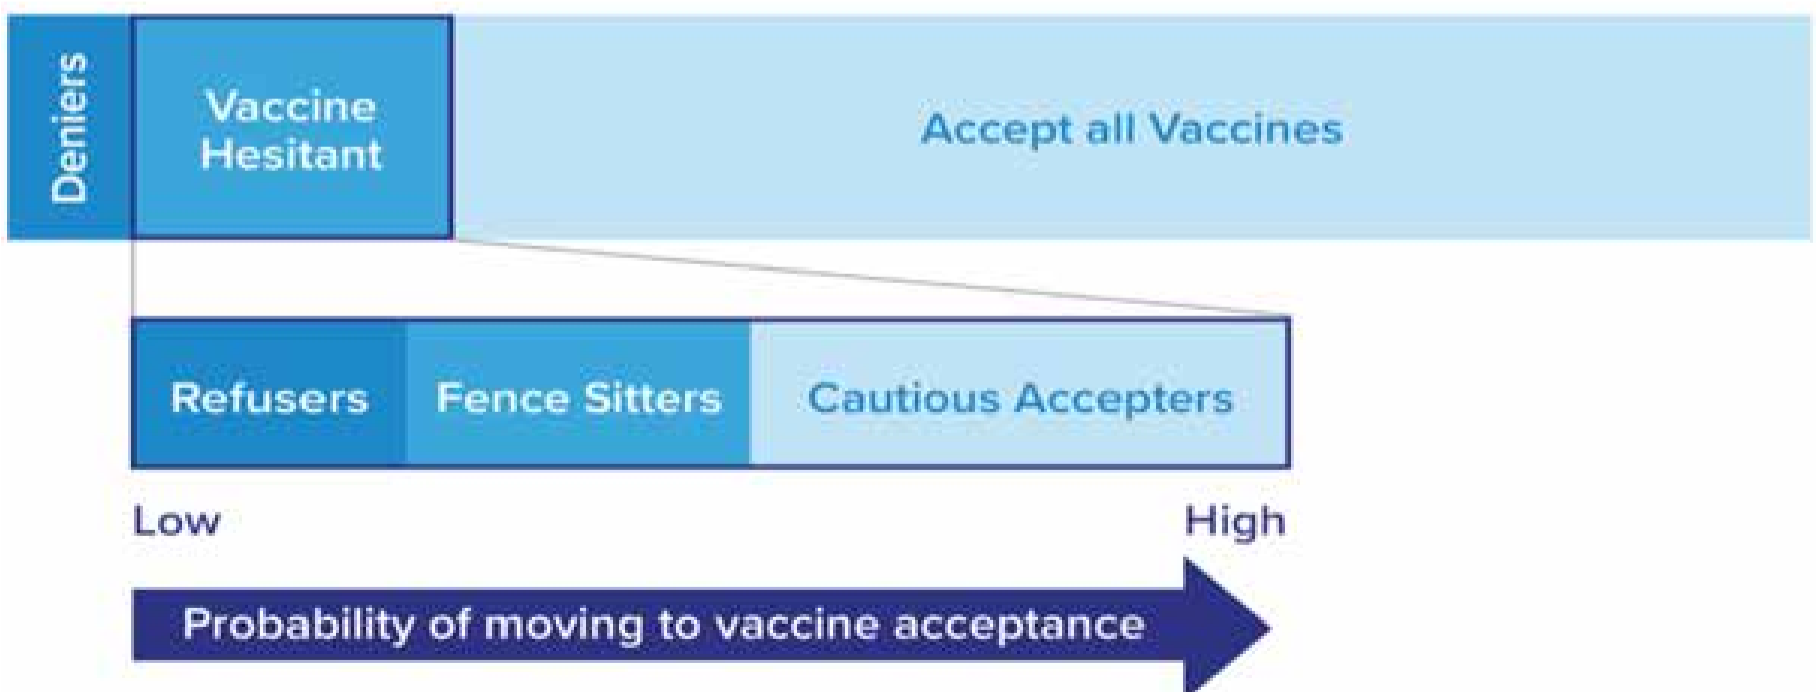 Deniers
Vaccine
Hesitant
Accept all Vaccines
Refusers
Fence Sitters
Cautious Accepters
Low
High
Probability of moving to vaccine acceptance